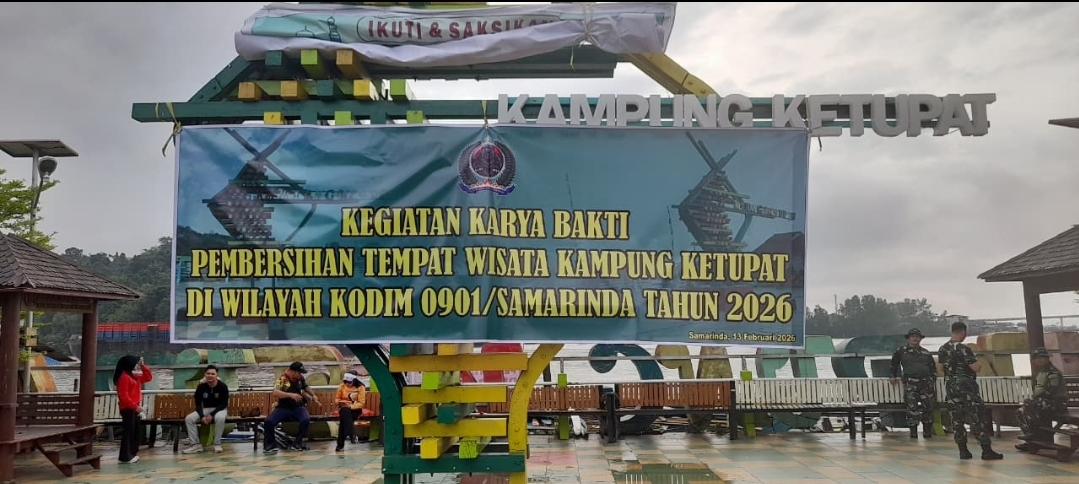 IKUTI & SAKSIKAN
KAMPUNG KETUPAT
KEGIATAN KARYA BAKTI
PEMBERSIHAN TEMPAT WISATA KAMPUNG KETUPAT
DI WILAYAH KODIM 0901/SAMARINDA TAHUN 2026
Samarinda, 13 Februari 2026